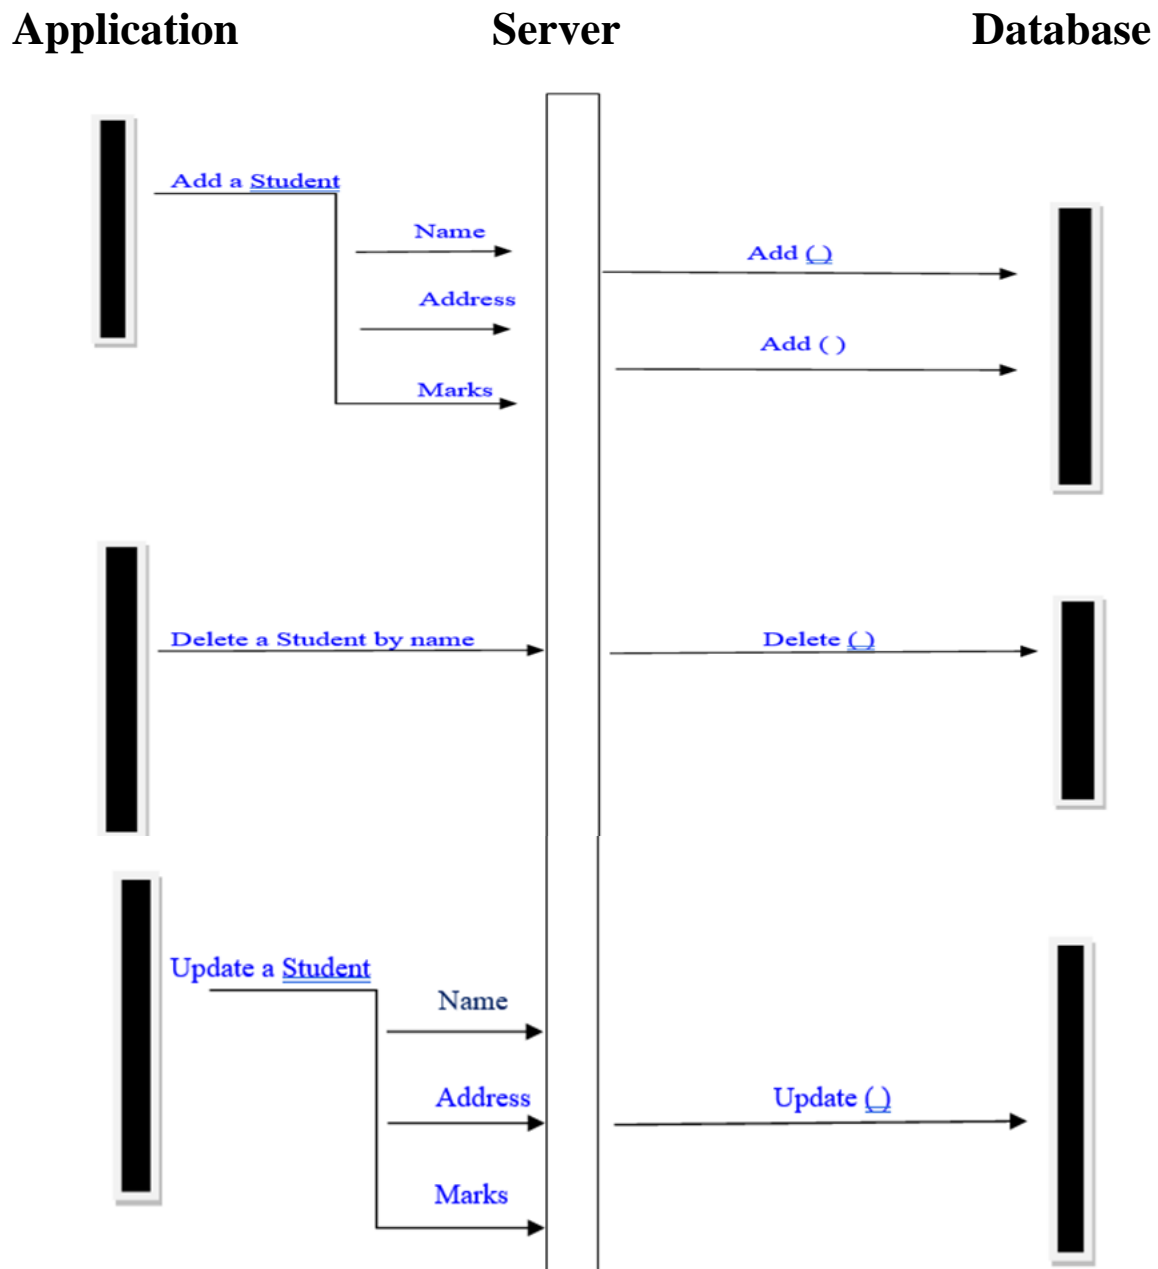 Application Server Database
Add a Student
Name
Add ( )
Address
Add ( )
Marks
Delete a Student by name
Delete ( )
Update a Student
Name
Address
Update ( )
Marks